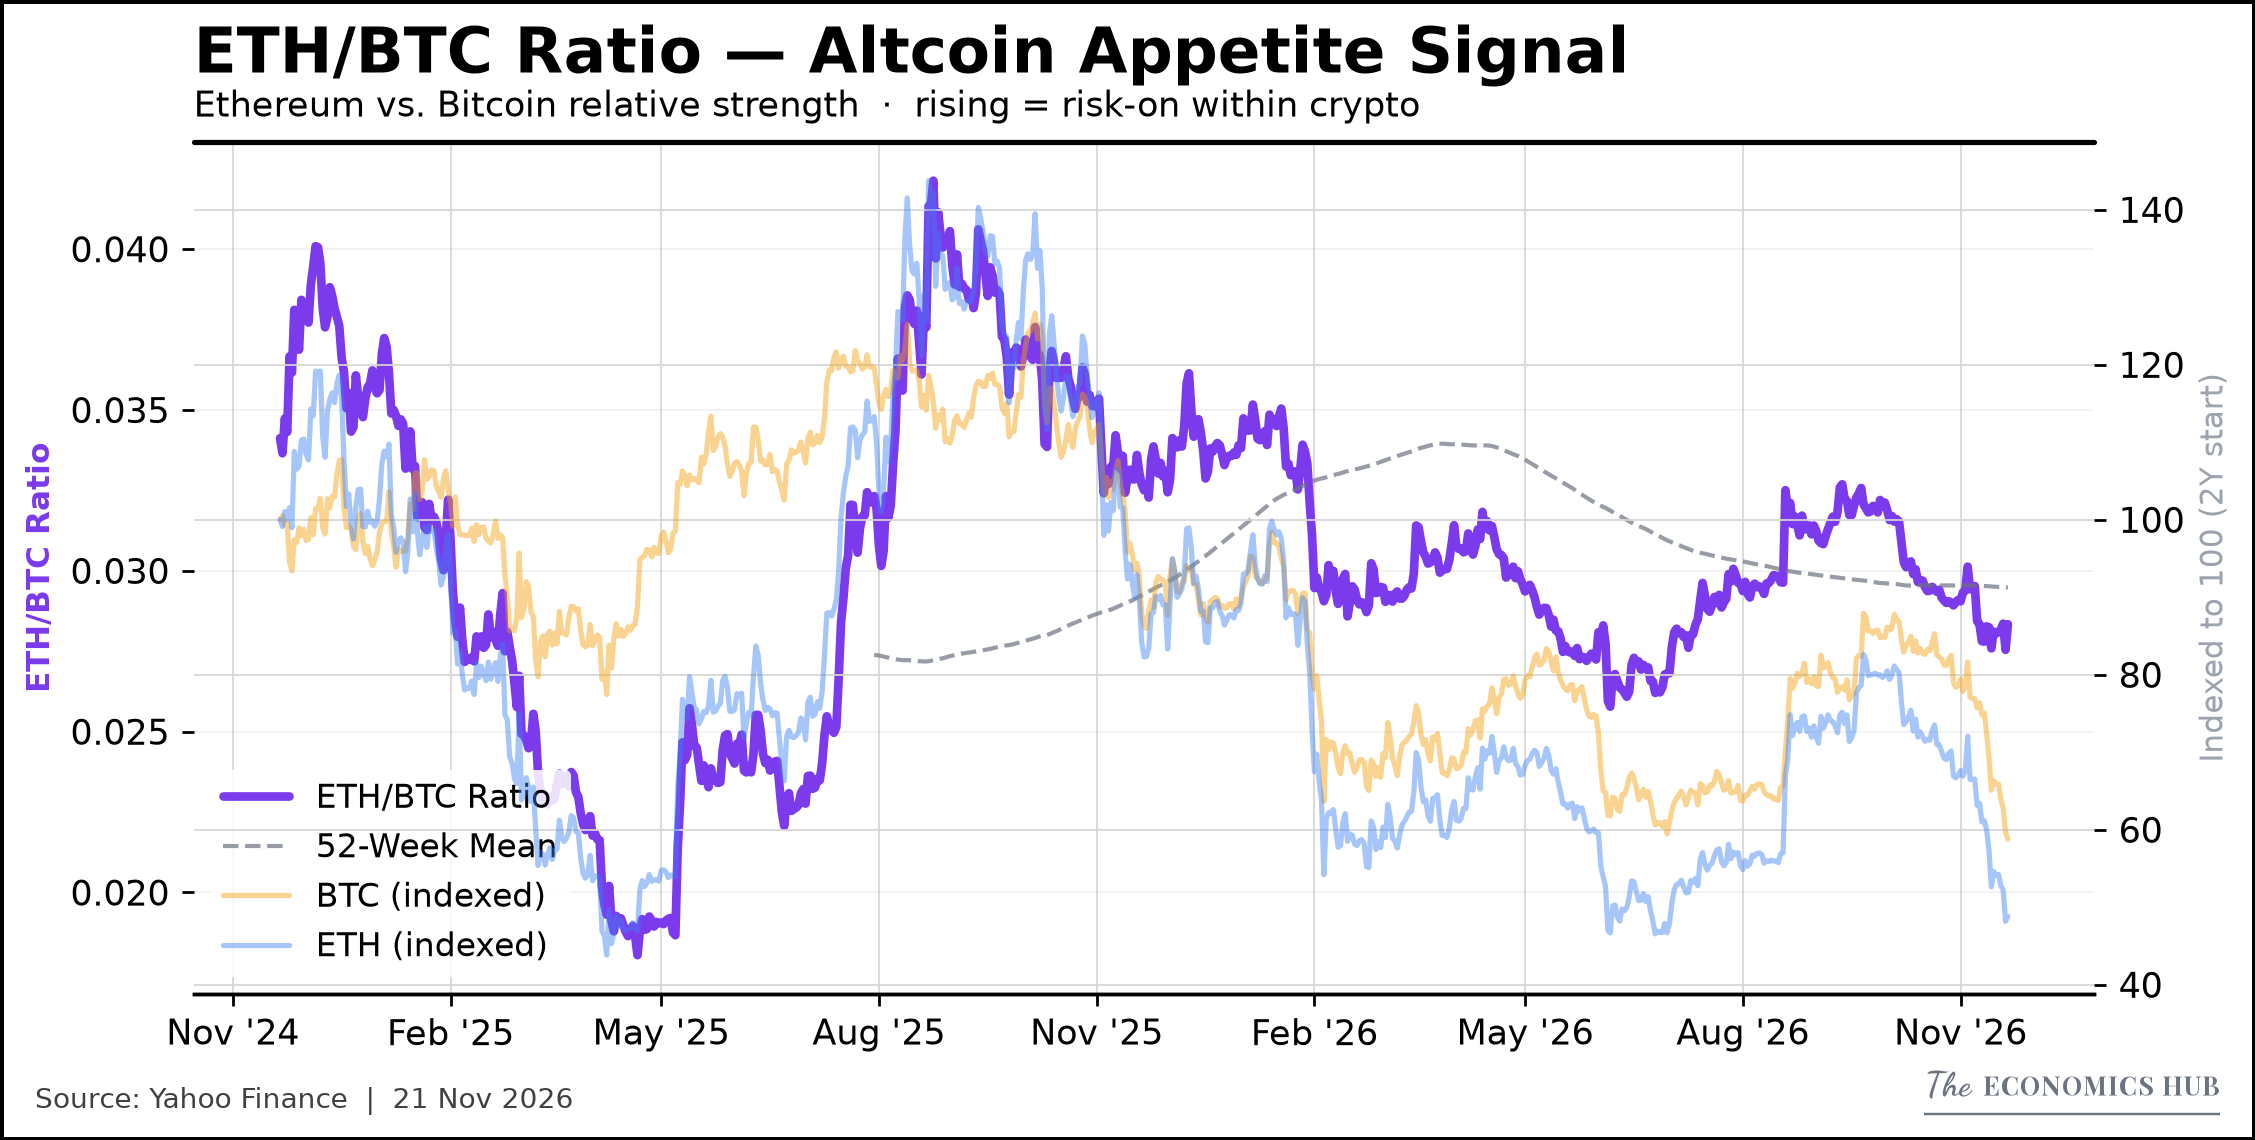 ETH/BTC Ratio — Altcoin Appetite Signal
Ethereum vs. Bitcoin relative strength · rising = risk-on within crypto
ETH/BTC Ratio
0.040
0.035
0.030
0.025
0.020
140
120
100
80
60
40
Indexed to 100 (2Y start)
ETH/BTC Ratio
52-Week Mean
BTC (indexed)
ETH (indexed)
Nov '24 Feb '25 May '25 Aug '25 Nov '25 Feb '26 May '26 Aug '26 Nov '26
Source: Yahoo Finance | 21 Nov 2026
The ECONOMICS HUB